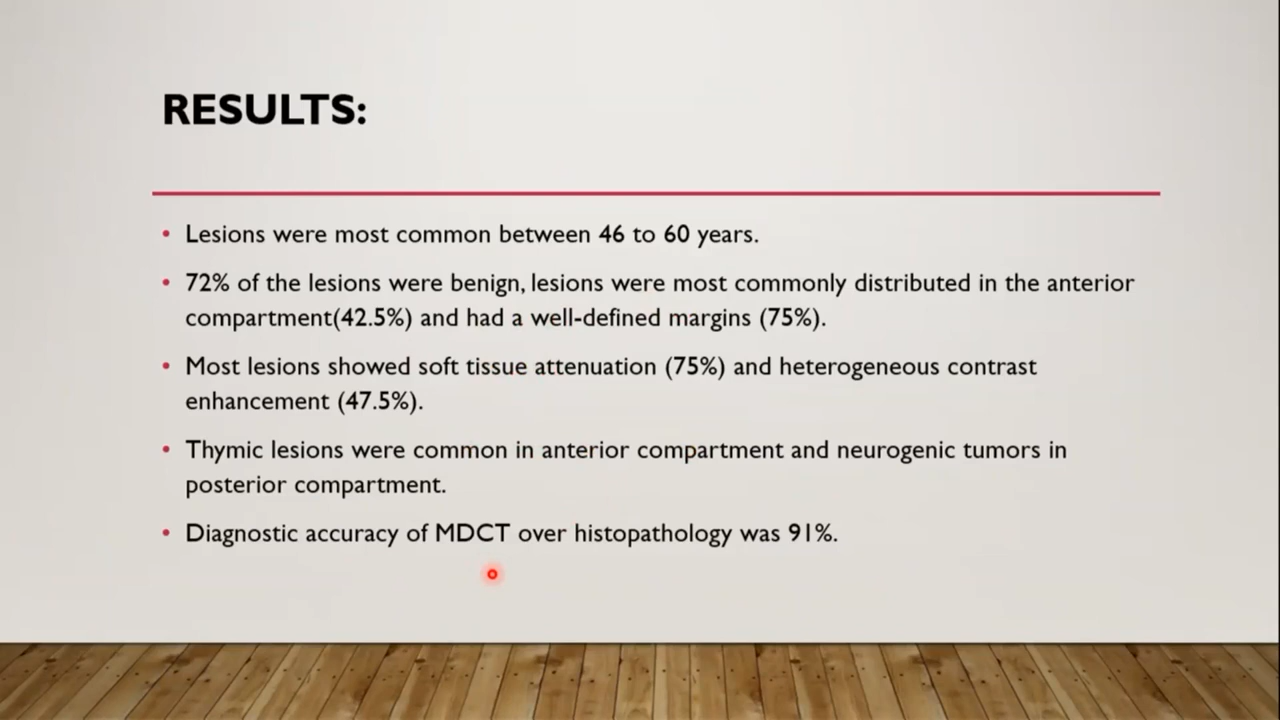 RESULTS:
• Lesions were most common between 46 to 60 years.
• 72% of the lesions were benign, lesions were most commonly distributed in the anterior
compartment(42.5%) and had a well-defined margins (75%).
• Most lesions showed soft tissue attenuation (75%) and heterogeneous contrast
enhancement (47.5%).
• Thymic lesions were common in anterior compartment and neurogenic tumors in
posterior compartment.
• Diagnostic accuracy of MDCT over histopathology was 91%.